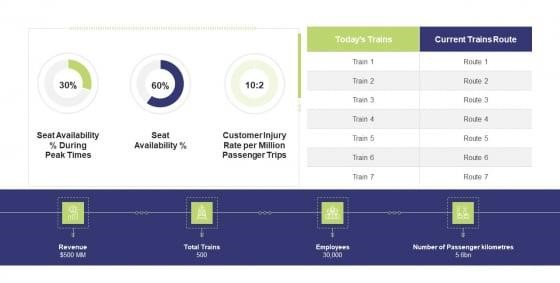 30%
Seat Availability
% During
Peak Times
60%
Seat
Availability %
10:2
Customer Injury
Rate per Million
Passenger Trips
Today's Trains Current Trains Route
Train 1 Route 1
Train 2 Route 2
Train 3 Route 3
Train 4 Route 4
Train 5 Route 5
Train 6 Route 6
Train 7 Route 7
Revenue
$500 MM
Total Trains
500
Employees
30,000
Number of Passenger kilometres
5.6bn